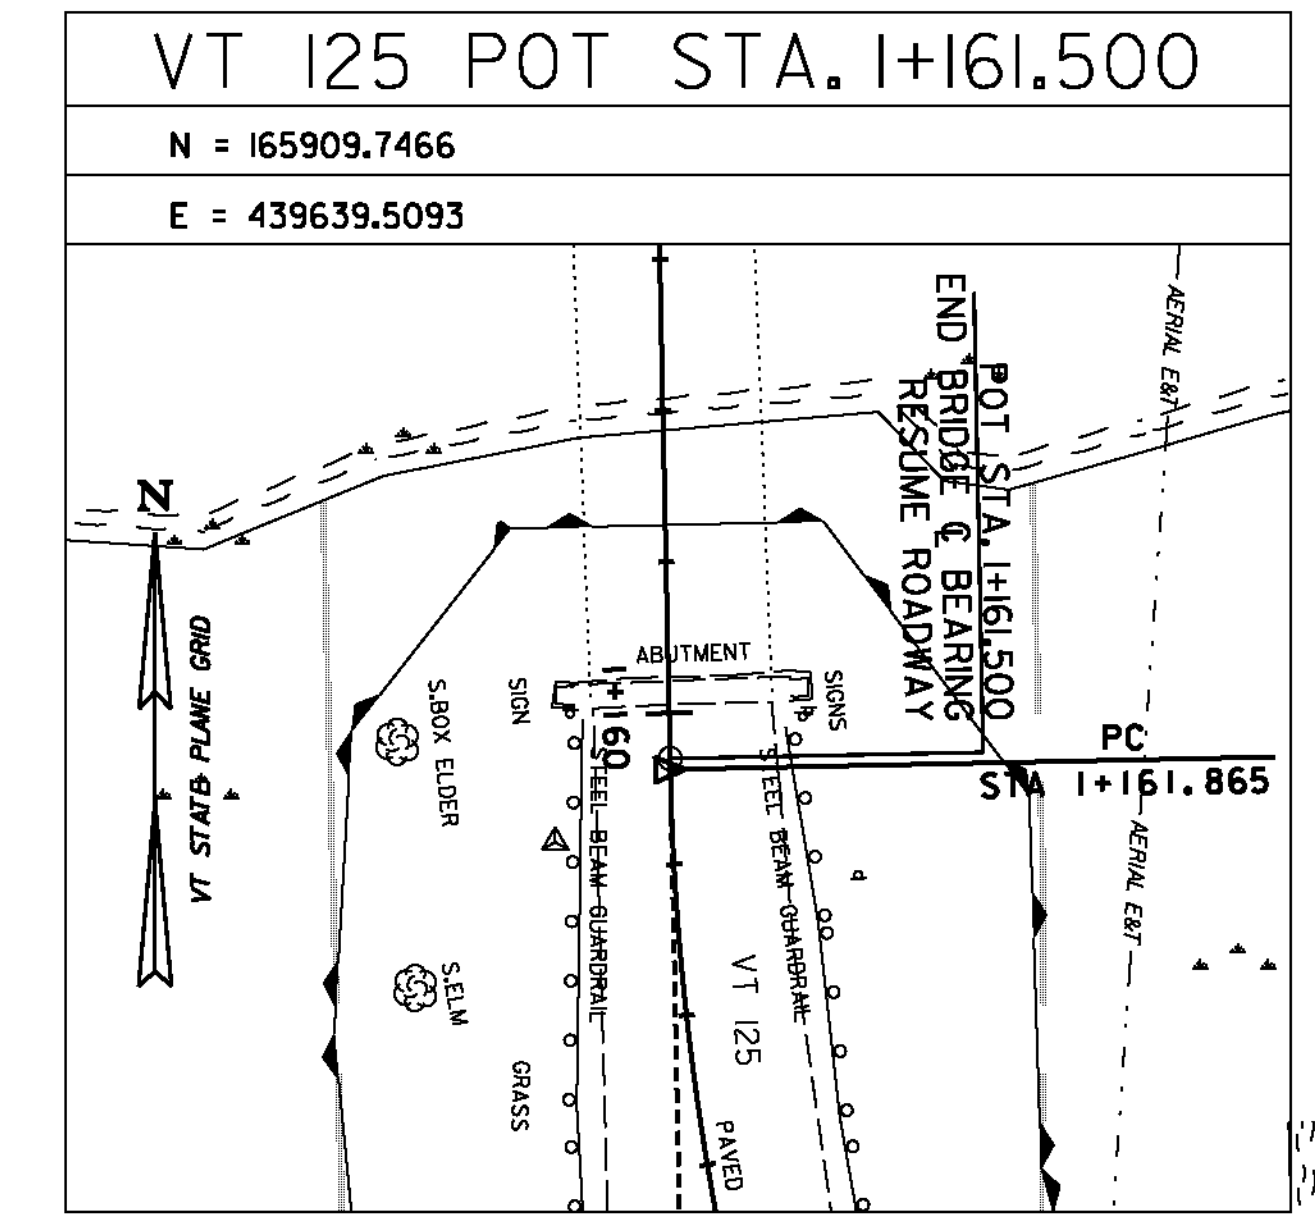 VT 125 POT STA. 1+161.500
N = 165909.7466
E = 439639.5093
POT STA. 1+161.500
END BRIDGE ℄ BEARING
RESUME ROADWAY
AERIAL E&T
N
VT STATE PLANE GRID
ABUTMENT
SIGN
SIGNS
1+160
S.BOX ELDER
PC
STA 1+161.865
STEEL BEAM GUARDRAIL
STEEL BEAM GUARDRAIL
d
AERIAL E&T
S.ELM
VT 125
GRASS
PAVED